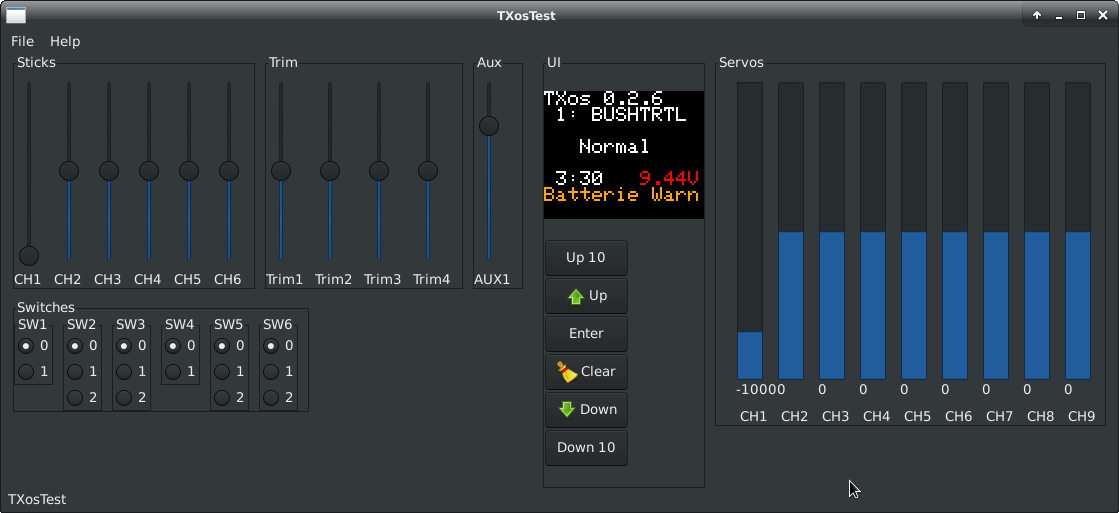 TXosTest
File Help
Sticks
CH1 CH2 CH3 CH4 CH5 CH6
Trim
Trim1 Trim2 Trim3 Trim4
Aux
AUX1
Switches
SW1 SW2 SW3 SW4 SW5 SW6
0 0 0 0 0 0
1 1 1 1 1 1
2 2 2 2
UI
TXos 0.2.6
1: BUSHTRTL
Normal
3:30 9.44V
Batterie Warn
Up 10
Up
Enter
Clear
Down
Down 10
Servos
-10000 0 0 0 0 0 0 0
CH1 CH2 CH3 CH4 CH5 CH6 CH7 CH8 CH9
TXosTest